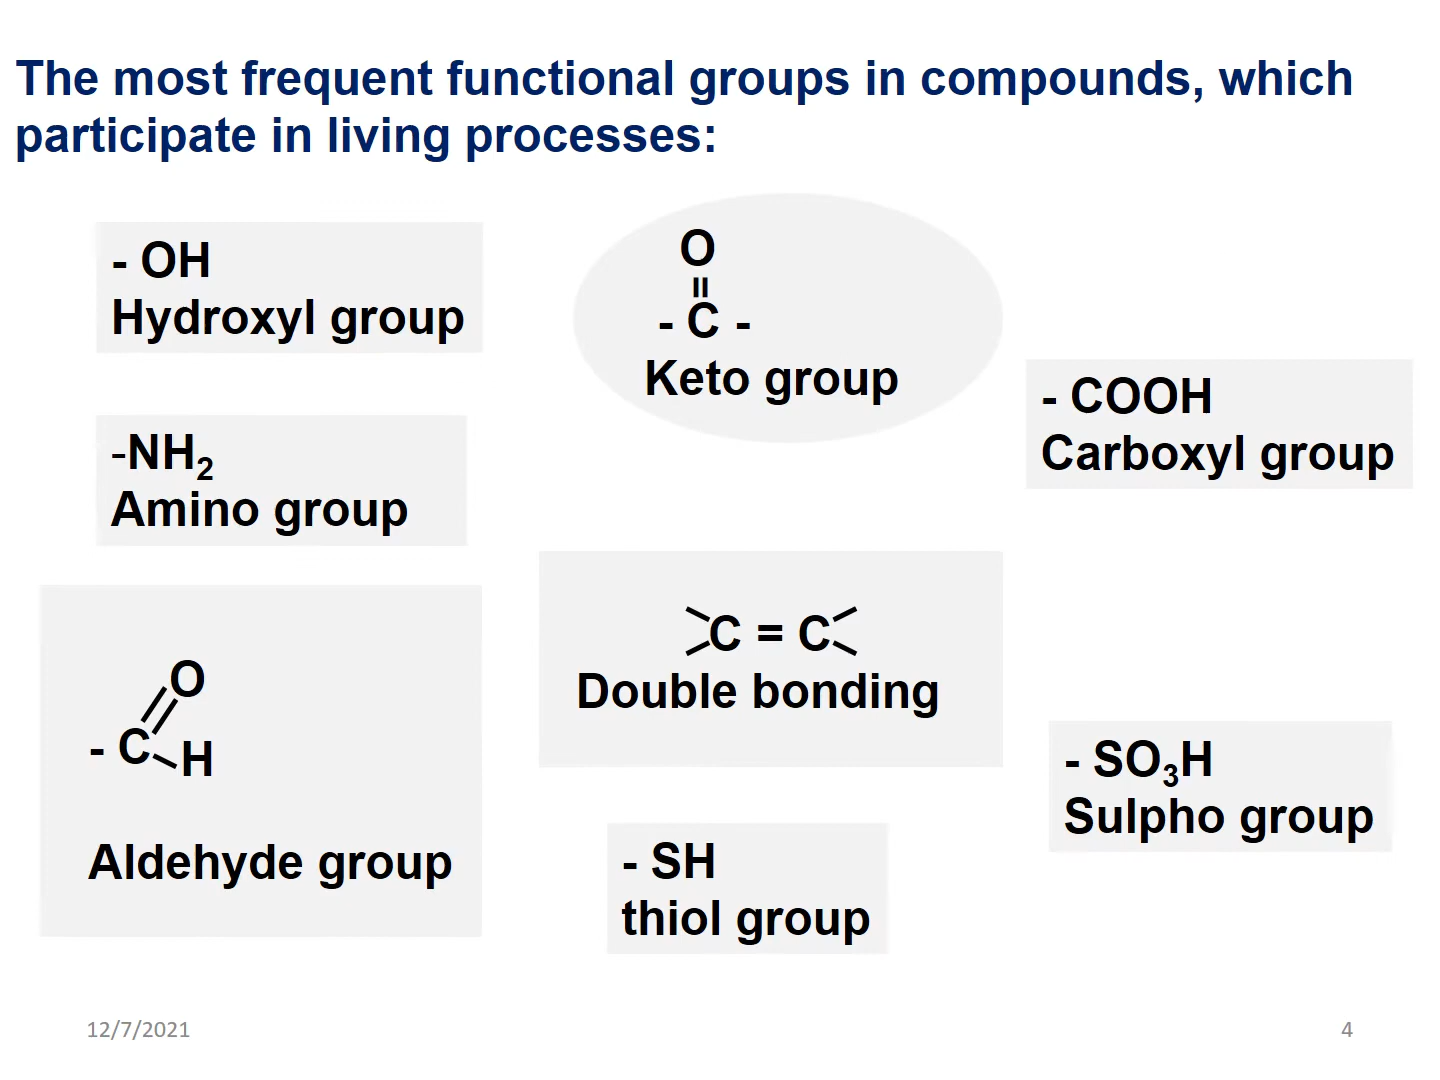 The most frequent functional groups in compounds, which
participate in living processes:
- OH
Hydroxyl group
O
=
- C -
Keto group
- COOH
Carboxyl group
-NH₂
Amino group
C = C
Double bonding
O
- C
H
Aldehyde group
- SO₃H
Sulpho group
- SH
thiol group
12/7/2021
4